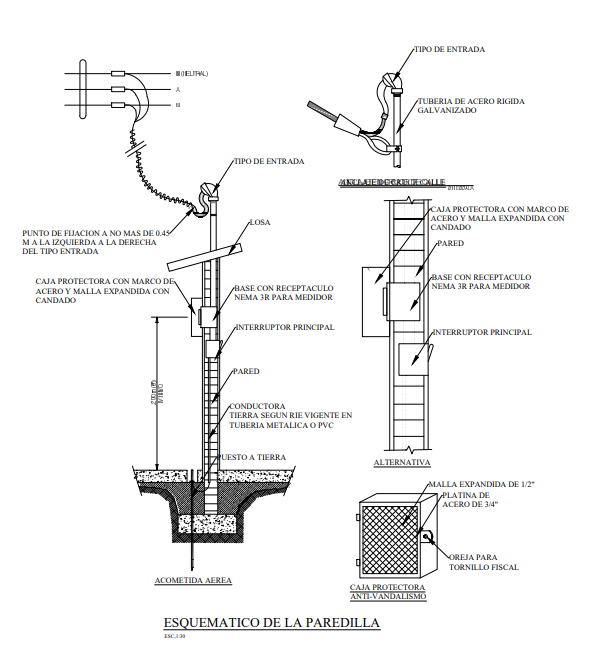 TIPO DE ENTRADA
(NEUTRAL)
A
N
TUBERIA DE ACERO RIGIDA
GALVANIZADO
TIPO DE ENTRADA
CAJA PROTECTORA CON MARCO DE
ACERO Y MALLA EXPANDIDA CON
CANDADO
LOSA
PUNTO DE FIJACION A NO MAS DE 0.45
M A LA IZQUIERDA A LA DERECHA
DEL TIPO ENTRADA
PARED
CAJA PROTECTORA CON MARCO DE
ACERO Y MALLA EXPANDIDA CON
CANDADO
BASE CON RECEPTACULO
NEMA 3R PARA MEDIDOR
BASE CON RECEPTACULO
NEMA 3R PARA MEDIDOR
INTERRUPTOR PRINCIPAL
INTERRUPTOR PRINCIPAL
PARED
CONDUCTORA
TIERRA SEGUN RIE VIGENTE EN
TUBERIA METALICA O PVC
PUESTO A TIERRA
ALTERNATIVA
MALLA EXPANDIDA DE 1/2"
PLATINA DE
ACERO DE 3/4"
OREJA PARA
TORNILLO FISCAL
ACOMETIDA AEREA
CAJA PROTECTORA
ANTI-VANDALISMO
ESQUEMATICO DE LA PAREDILLA
ESC,1:30